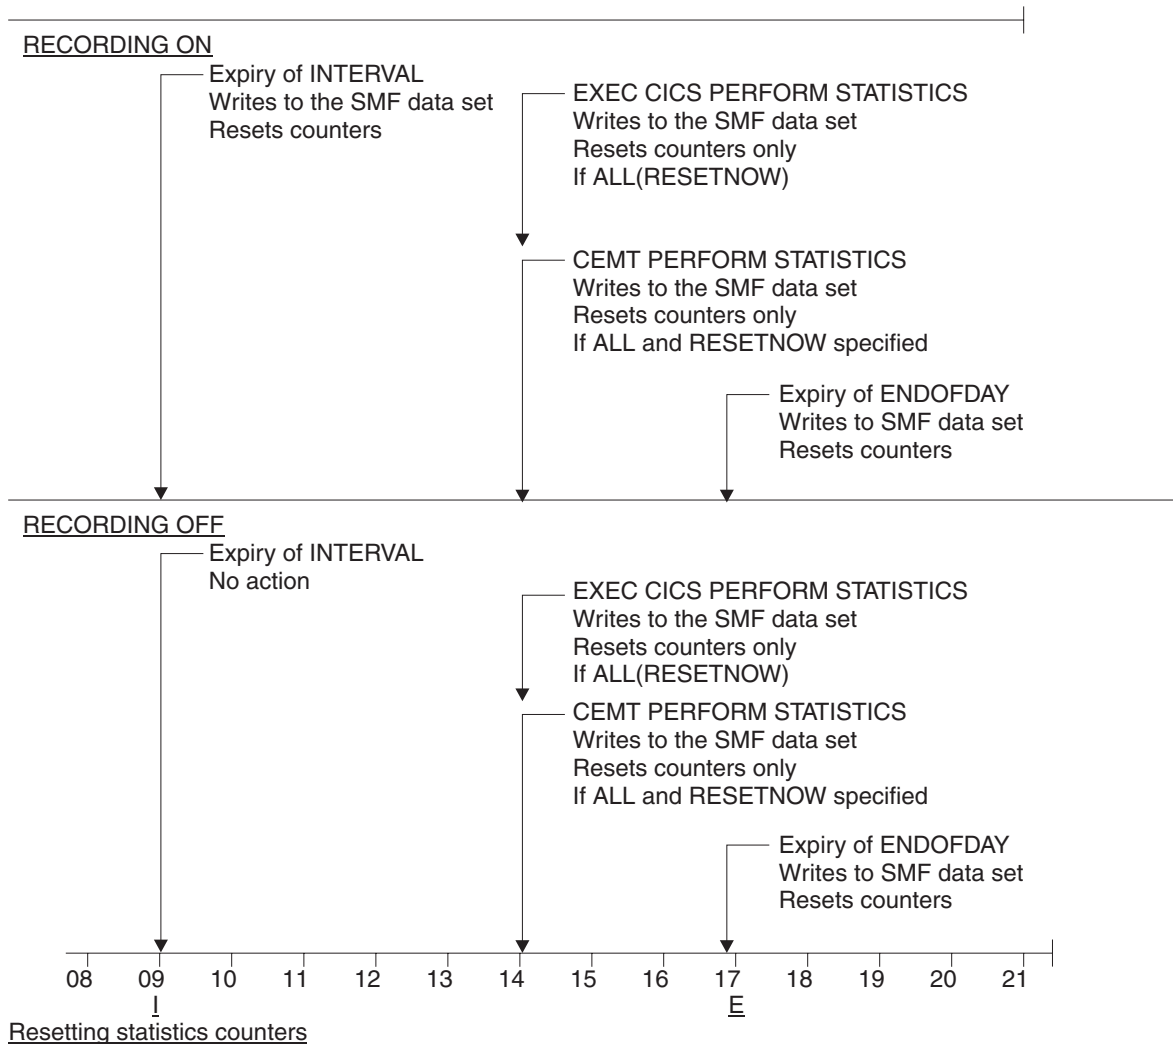 RECORDING ON
Expiry of INTERVAL
Writes to the SMF data set
Resets counters
EXEC CICS PERFORM STATISTICS
Writes to the SMF data set
Resets counters only
If ALL(RESETNOW)
CEMT PERFORM STATISTICS
Writes to the SMF data set
Resets counters only
If ALL and RESETNOW specified
Expiry of ENDOFDAY
Writes to SMF data set
Resets counters
RECORDING OFF
Expiry of INTERVAL
No action
EXEC CICS PERFORM STATISTICS
Writes to the SMF data set
Resets counters only
If ALL(RESETNOW)
CEMT PERFORM STATISTICS
Writes to the SMF data set
Resets counters only
If ALL and RESETNOW specified
Expiry of ENDOFDAY
Writes to SMF data set
Resets counters
08 09 10 11 12 13 14 15 16 17 18 19 20 21
I E
Resetting statistics counters